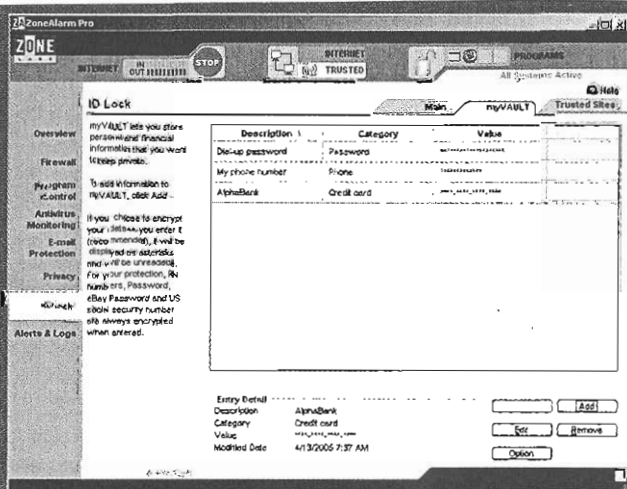 ZoneAlarm Pro
ZONE
LABS
INTERNET
IN
OUT
STOP
INTERNET
TRUSTED
PROGRAMS
All Systems Active
Help
ID Lock
Main
myVAULT
Trusted Sites
Overview
Firewall
Program
Control
Antivirus
Monitoring
E-mail
Protection
Privacy
ID Lock
Alerts & Logs
myVAULT lets you store
personal and financial
information that you want
to keep private.
To add information to
myVAULT, click Add
If you choose to encrypt
your data as you enter it
(recommended), it will be
displayed as asterisks
and will be unreadable.
For your protection, PIN
numbers, Password,
eBay Password and US
social security number
are always encrypted
when entered.
Description Category Value
Dial-up password Password ****************
My phone number Phone **********
AlphaBank Credit card ****-****-****-****
Entry Detail
Description AlphaBank
Category Credit card
Value ****-****-****-****
Modified Date 4/13/2005 7:37 AM
Add
Edit
Remove
Option